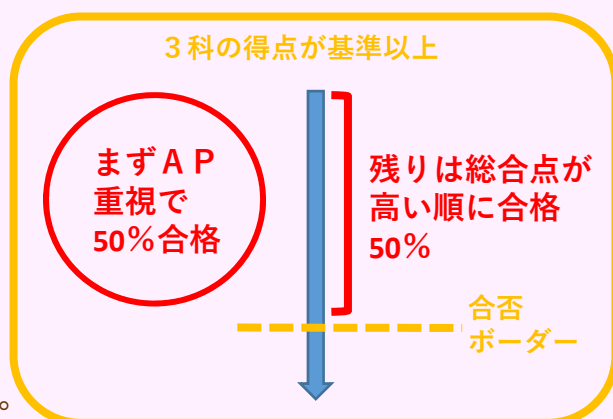 ３科の得点が基準以上
まずＡＰ
重視で
50％合格
残りは総合点が
高い順に合格
50％
合否
ボーダー
。